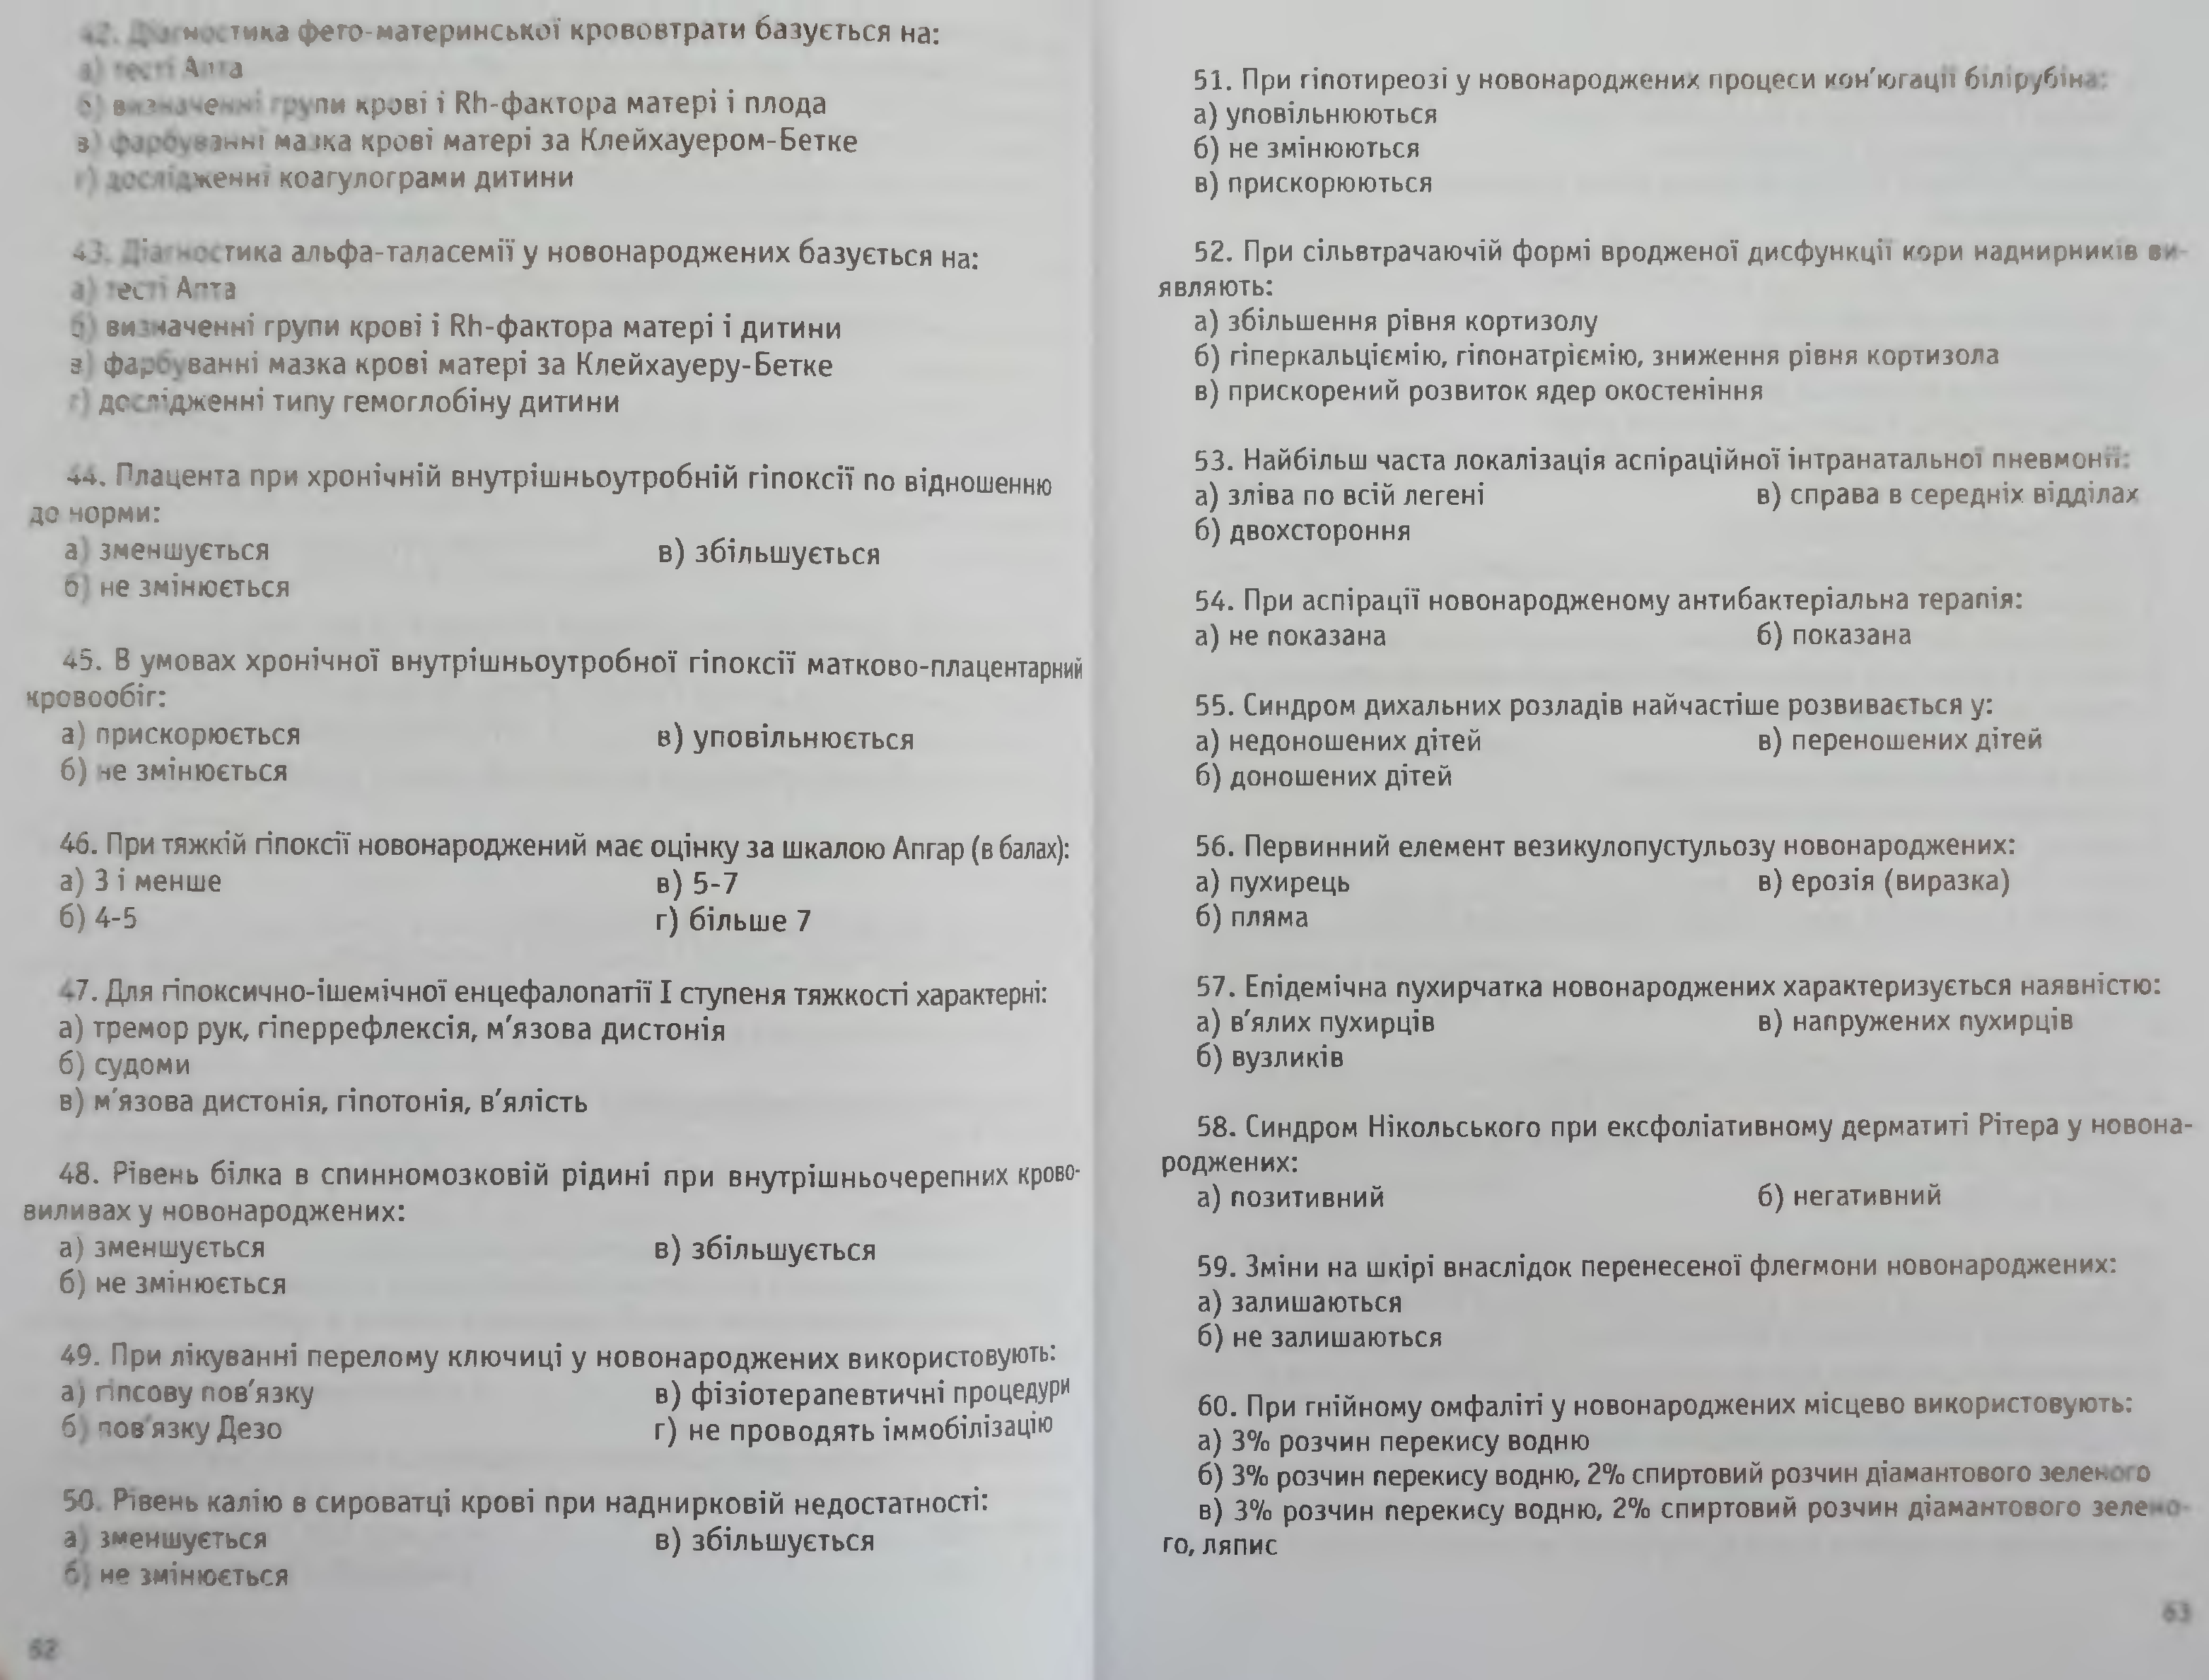 42. Діагностика фето-материнської крововтрати базується на:
а) тесті Апта
б) визначенні групи крові і Rh-фактора матері і плода
в) фарбуванні мазка крові матері за Клейхауером-Бетке
г) дослідженні коагулограми дитини
43. Діагностика альфа-таласемії у новонароджених базується на:
а) тесті Апта
б) визначенні групи крові і Rh-фактора матері і дитини
в) фарбуванні мазка крові матері за Клейхауеру-Бетке
г) дослідженні типу гемоглобіну дитини
44. Плацента при хронічній внутрішньоутробній гіпоксії по відношенню
до норми:
а) зменшується в) збільшується
б) не змінюється
45. В умовах хронічної внутрішньоутробної гіпоксії матково-плацентарний
кровообіг:
а) прискорюється в) уповільнюється
б) не змінюється
46. При тяжкій гіпоксії новонароджений має оцінку за шкалою Апгар (в балах):
а) 3 і менше в) 5-7
б) 4-5 г) більше 7
47. Для гіпоксично-ішемічної енцефалопатії I ступеня тяжкості характерні:
а) тремор рук, гіперрефлексія, м'язова дистонія
б) судоми
в) м'язова дистонія, гіпотонія, в'ялість
48. Рівень білка в спинномозковій рідині при внутрішньочерепних крово-
виливах у новонароджених:
а) зменшується в) збільшується
б) не змінюється
49. При лікуванні перелому ключиці у новонароджених використовують:
а) гіпсову пов'язку в) фізіотерапевтичні процедури
б) пов'язку Дезо г) не проводять іммобілізацію
50. Рівень калію в сироватці крові при наднирковій недостатності:
а) зменшується в) збільшується
б) не змінюється
62
51. При гіпотиреозі у новонароджених процеси кон'югації білірубіна:
а) уповільнюються
б) не змінюються
в) прискорюються
52. При сільвтрачаючій формі вродженої дисфункції кори наднирників ви-
являють:
а) збільшення рівня кортизолу
б) гіперкальціємію, гіпонатріємію, зниження рівня кортизола
в) прискорений розвиток ядер окостеніння
53. Найбільш часта локалізація аспіраційної інтранатальної пневмонії:
а) зліва по всій легені в) справа в середніх відділах
б) двохстороння
54. При аспірації новонародженому антибактеріальна терапія:
а) не показана б) показана
55. Синдром дихальних розладів найчастіше розвивається у:
а) недоношених дітей в) переношених дітей
б) доношених дітей
56. Первинний елемент везикулопустульозу новонароджених:
а) пухирець в) ерозія (виразка)
б) пляма
57. Епідемічна пухирчатка новонароджених характеризується наявністю:
а) в'ялих пухирців в) напружених пухирців
б) вузликів
58. Синдром Нікольського при ексфоліативному дерматиті Рітера у новона-
роджених:
а) позитивний б) негативний
59. Зміни на шкірі внаслідок перенесеної флегмони новонароджених:
а) залишаються
б) не залишаються
60. При гнійному омфаліті у новонароджених місцево використовують:
а) 3% розчин перекису водню
б) 3% розчин перекису водню, 2% спиртовий розчин діамантового зеленого
в) 3% розчин перекису водню, 2% спиртовий розчин діамантового зелено-
го, ляпис
63